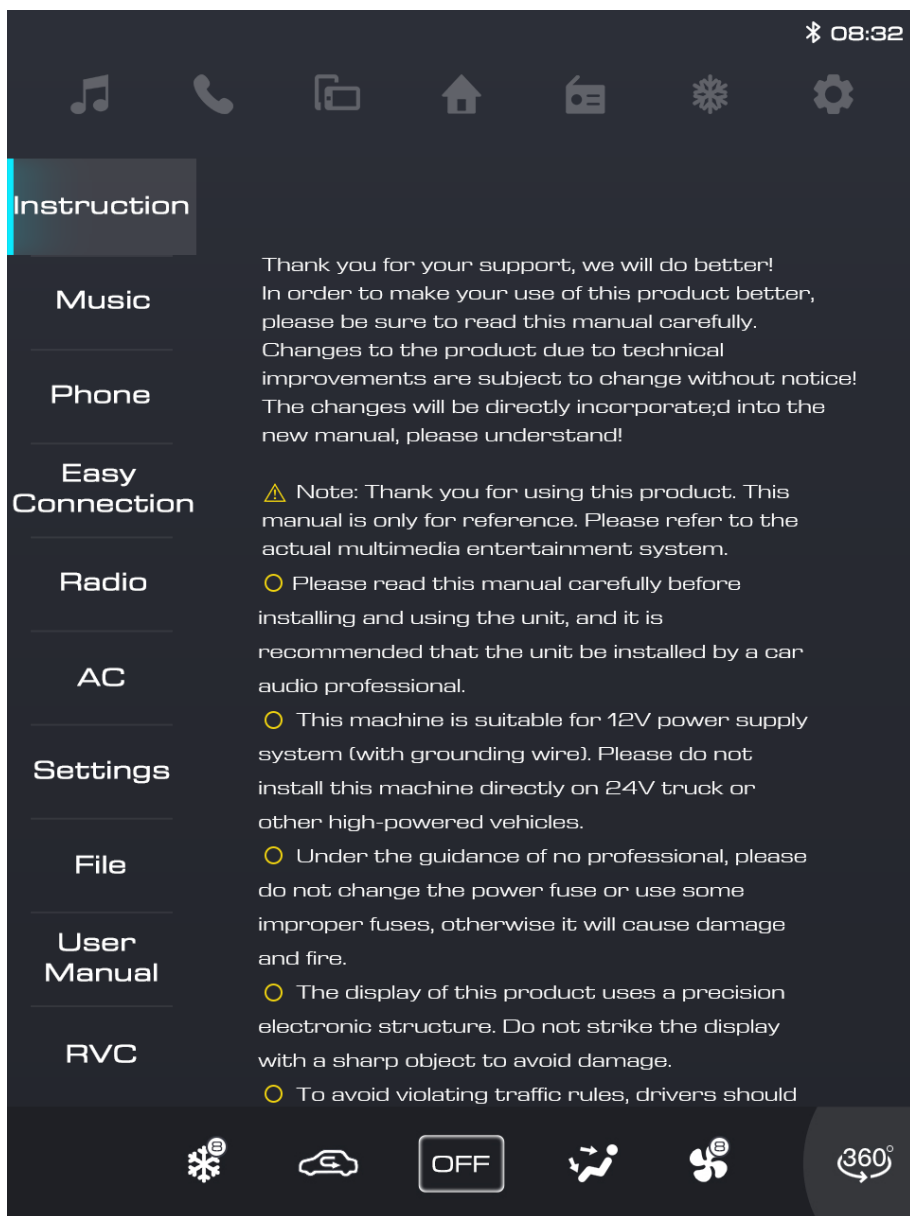 08:32
Instruction
Music
Phone
Easy
Connection
Radio
AC
Settings
File
User
Manual
RVC
Thank you for your support, we will do better!
In order to make your use of this product better,
please be sure to read this manual carefully.
Changes to the product due to technical
improvements are subject to change without notice!
The changes will be directly incorporate;d into the
new manual, please understand!
Note: Thank you for using this product. This
manual is only for reference. Please refer to the
actual multimedia entertainment system.
Please read this manual carefully before
installing and using the unit, and it is
recommended that the unit be installed by a car
audio professional.
This machine is suitable for 12V power supply
system (with grounding wire). Please do not
install this machine directly on 24V truck or
other high-powered vehicles.
Under the guidance of no professional, please
do not change the power fuse or use some
improper fuses, otherwise it will cause damage
and fire.
The display of this product uses a precision
electronic structure. Do not strike the display
with a sharp object to avoid damage.
To avoid violating traffic rules, drivers should
8
OFF
8
360°